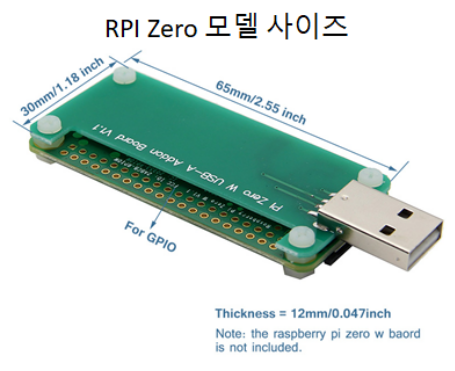 RPI Zero 모델 사이즈
30mm/1.18 inch
65mm/2.55 inch
Pi Zero W USB-A Addon Board V1.1
For GPIO
Thickness = 12mm/0.047inch
Note: the raspberry pi zero w baord
is not included.